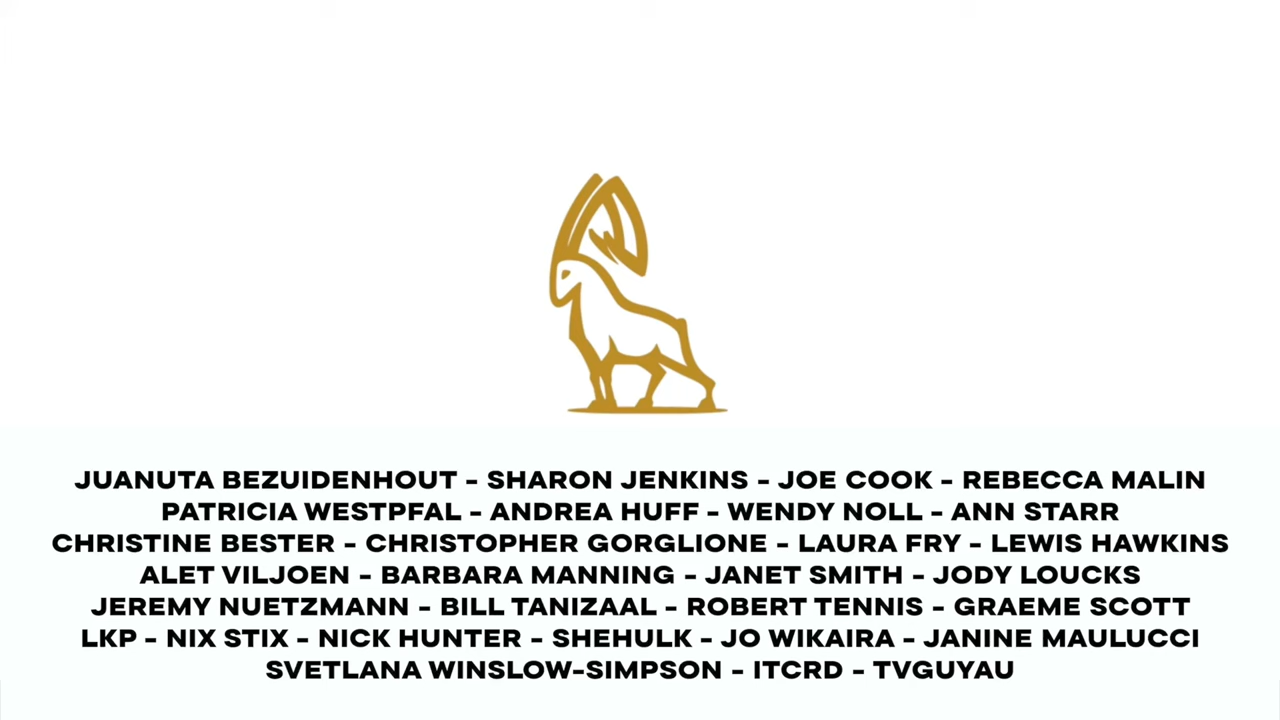 JUANUTA BEZUIDENHOUT - SHARON JENKINS - JOE COOK - REBECCA MALIN
PATRICIA WESTPFAL - ANDREA HUFF - WENDY NOLL - ANN STARR
CHRISTINE BESTER - CHRISTOPHER GORGLIONE - LAURA FRY - LEWIS HAWKINS
ALET VILJOEN - BARBARA MANNING - JANET SMITH - JODY LOUCKS
JEREMY NUETZMANN - BILL TANIZAAL - ROBERT TENNIS - GRAEME SCOTT
LKP - NIX STIX - NICK HUNTER - SHEHULK - JO WIKAIRA - JANINE MAULUCCI
SVETLANA WINSLOW-SIMPSON - ITCRD - TVGUYAU